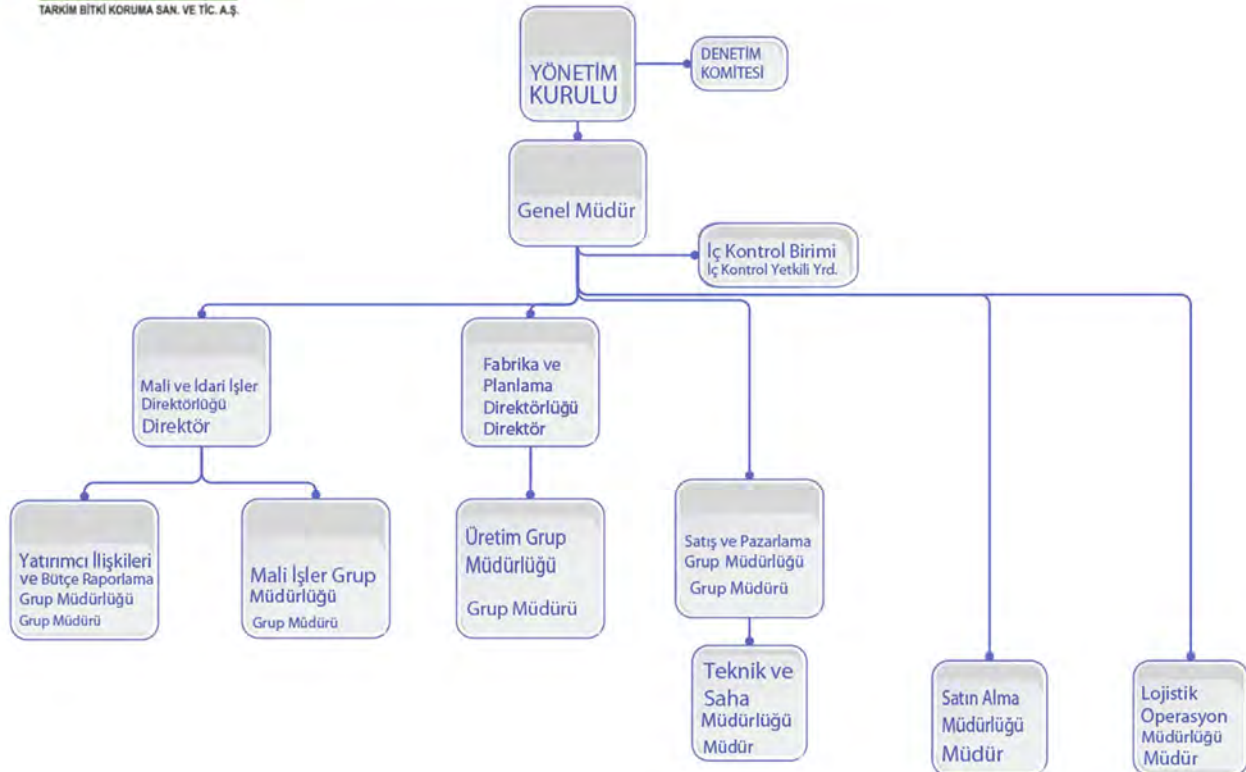 TARKİM BİTKİ KORUMA SAN. VE TİC. A.Ş.
YÖNETİM
KURULU
DENETİM
KOMİTESİ
Genel Müdür
İç Kontrol Birimi
İç Kontrol Yetkili Yrd.
Mali ve İdari İşler
Direktörlüğü
Direktör
Fabrika ve
Planlama
Direktörlüğü
Direktör
Yatırımcı İlişkileri
ve Bütçe Raporlama
Grup Müdürlüğü
Grup Müdürü
Mali İşler Grup
Müdürlüğü
Grup Müdürü
Üretim Grup
Müdürlüğü
Grup Müdürü
Satış ve Pazarlama
Grup Müdürlüğü
Grup Müdürü
Teknik ve
Saha
Müdürlüğü
Müdür
Satın Alma
Müdürlüğü
Müdür
Lojistik
Operasyon
Müdürlüğü
Müdür